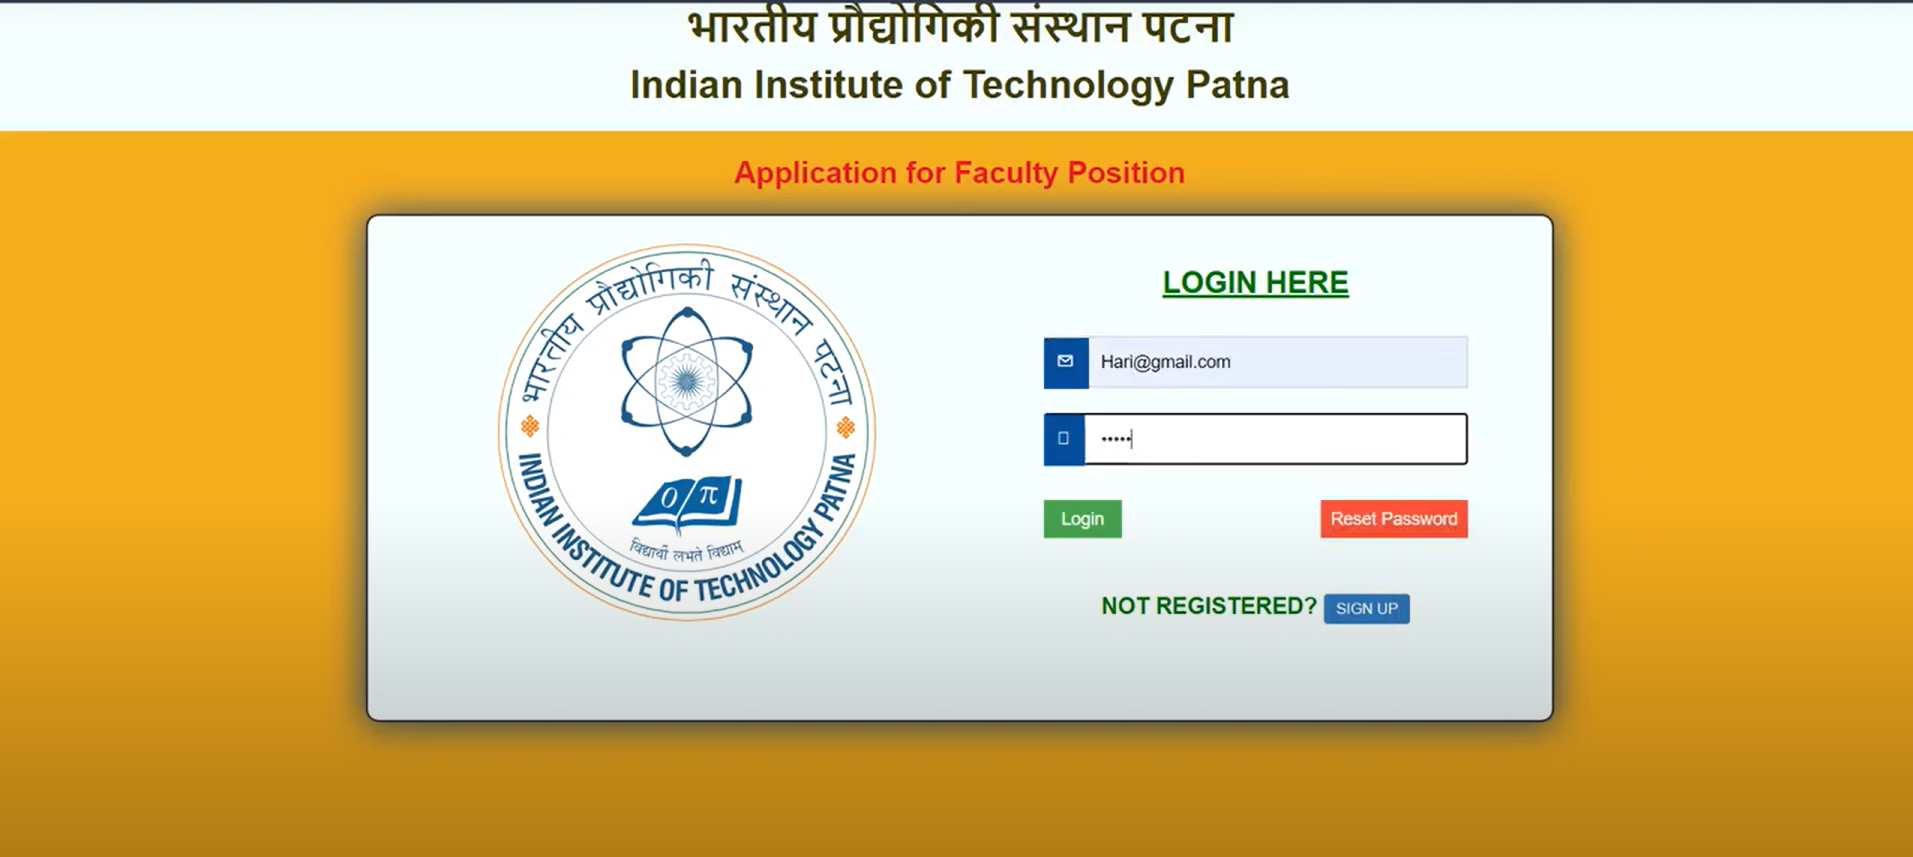 भारतीय प्रौद्योगिकी संस्थान पटना
Indian Institute of Technology Patna
Application for Faculty Position
भारतीय प्रौद्योगिकी संस्थान पटना
0 π
विद्यार्थी लभते विद्याम्
INDIAN INSTITUTE OF TECHNOLOGY PATNA
LOGIN HERE
Hari@gmail.com
•••••
Login
Reset Password
NOT REGISTERED? SIGN UP